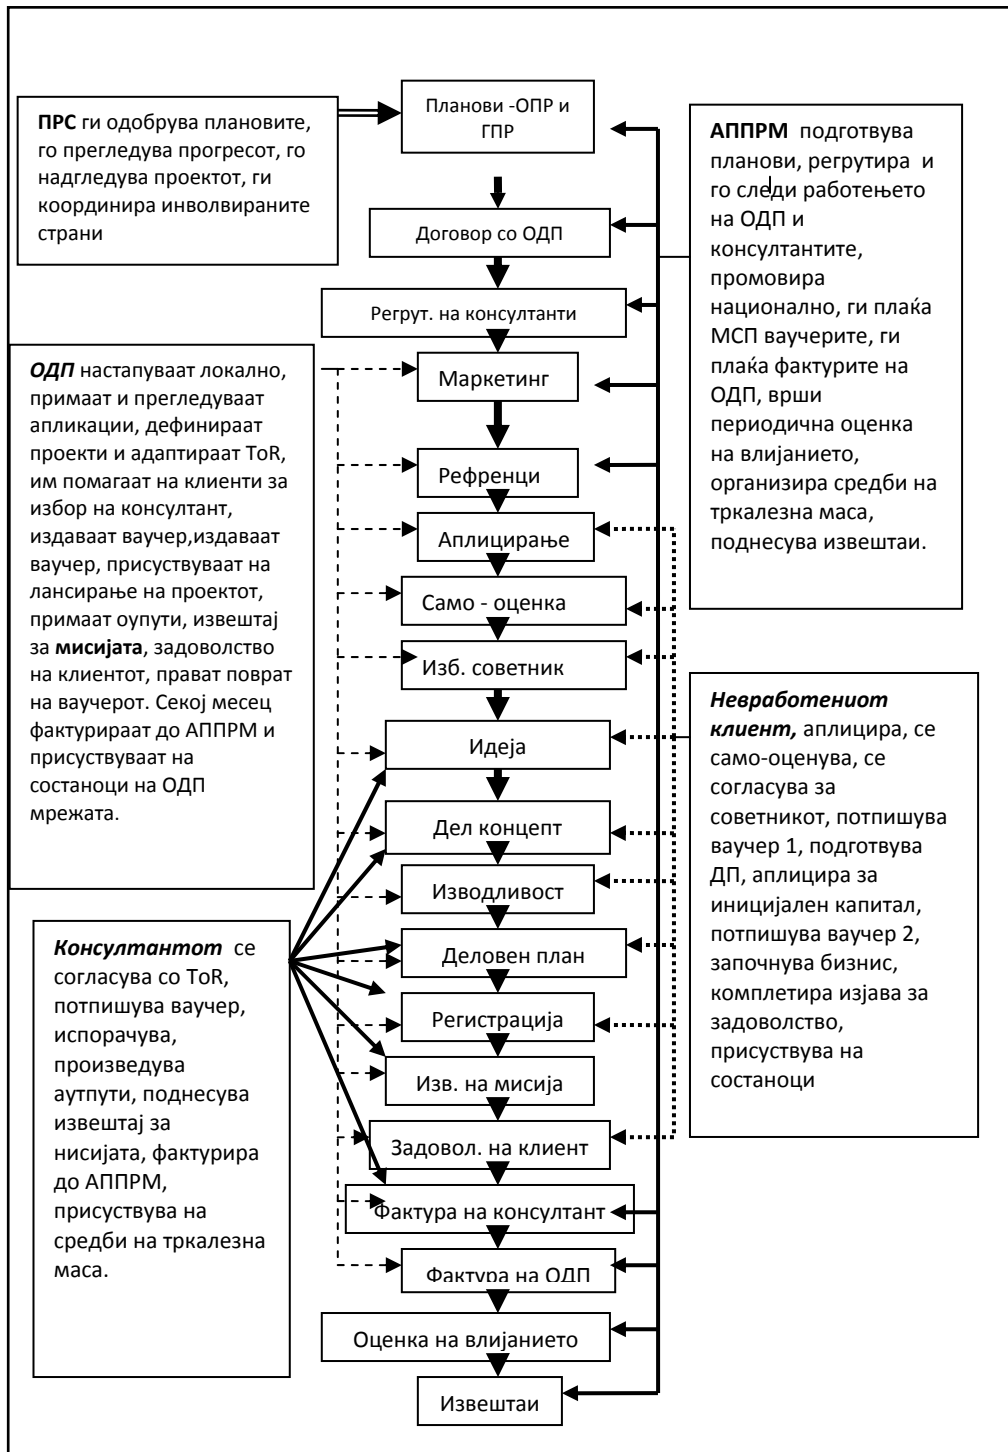 Планови -ОПР и
ГПР
ПРС ги одобрува плановите,
го прегледува прогресот, го
надгледува проектот, ги
координира инволвираните
страни
АППРМ подготвува
планови, регрутира и
го следи работењето
на ОДП и
консултантите,
промовира
национално, ги плаќа
МСП ваучерите, ги
плаќа фактурите на
ОДП, врши
периодична оценка
на влијанието,
организира средби на
тркалезна маса,
поднесува извештаи.
Договор со ОДП
Регрут. на консултанти
ОДП настапуваат локално,
примаат и прегледуваат
апликации, дефинираат
проекти и адаптираат ToR,
им помагаат на клиенти за
избор на консултант,
издаваат ваучер,издаваат
ваучер, присуствуваат на
лансирање на проектот,
примаат оупути, извештај
за мисијата, задоволство
на клиентот, прават поврат
на ваучерот. Секој месец
фактурираат до АППРМ и
присуствуваат на
состаноци на ОДП
мрежата.
Маркетинг
Рефренци
Аплицирање
Само - оценка
Изб. советник
Идеја
Дел концепт
Изводливост
Деловен план
Регистрација
Изв. на мисија
Задовол. на клиент
Фактура на консултант
Фактура на ОДП
Оценка на влијанието
Извештаи
Невработениот
клиент, аплицира, се
само-оценува, се
согласува за
советникот, потпишува
ваучер 1, подготвува
ДП, аплицира за
иницијален капитал,
потпишува ваучер 2,
започнува бизнис,
комплетира изјава за
задоволство,
присуствува на
состаноци
Консултантот се
согласува со ToR,
потпишува ваучер,
испорачува,
произведува
аутпути, поднесува
извештај за
нисијата, фактурира
до АППРМ,
присуствува на
средби на тркалезна
маса.